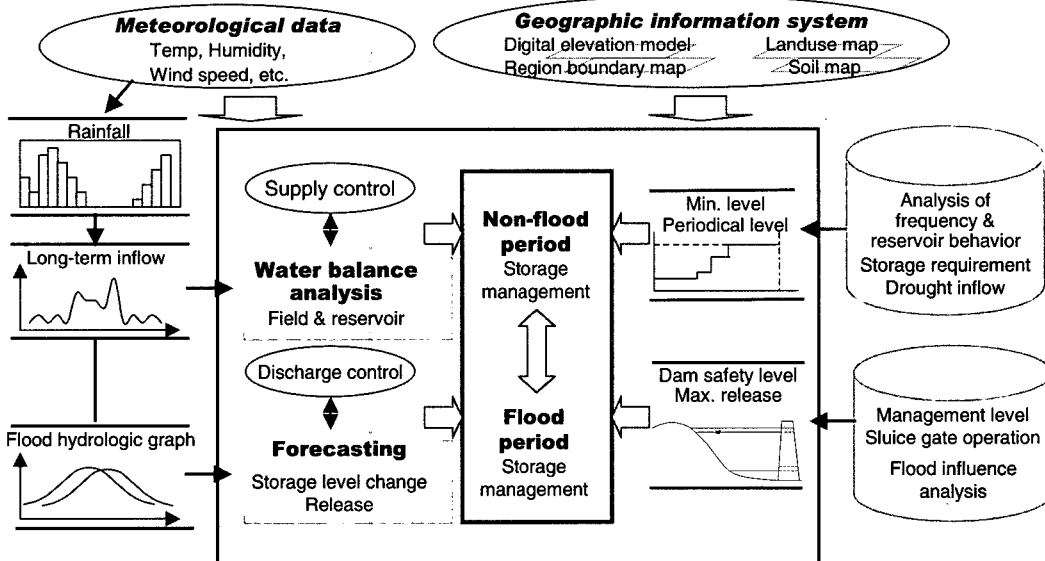 Meteorological data
Temp, Humidity,
Wind speed, etc.
Geographic information system
Digital elevation model
Landuse map
Region boundary map
Soil map
Rainfall
Long-term inflow
Flood hydrologic graph
Supply control
Water balance
analysis
Field & reservoir
Discharge control
Forecasting
Storage level change
Release
Non-flood
period
Storage
management
Flood
period
Storage
management
Min. level
Periodical level
Dam safety level
Max. release
Analysis of
frequency &
reservoir behavior
Storage requirement
Drought inflow
Management level
Sluice gate operation
Flood influence
analysis